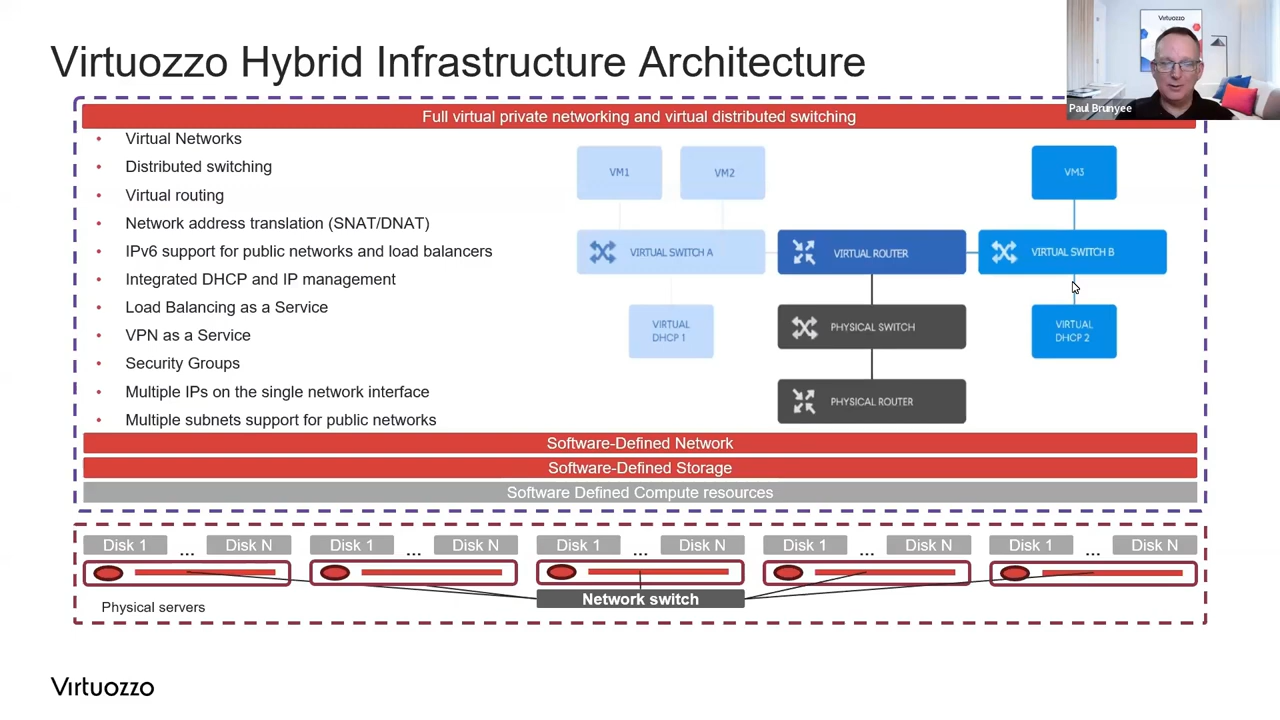 Virtuozzo Hybrid Infrastructure Architecture
Virtuozzo
Paul Brunyee
Full virtual private networking and virtual distributed switching
• Virtual Networks
• Distributed switching
• Virtual routing
• Network address translation (SNAT/DNAT)
• IPv6 support for public networks and load balancers
• Integrated DHCP and IP management
• Load Balancing as a Service
• VPN as a Service
• Security Groups
• Multiple IPs on the single network interface
• Multiple subnets support for public networks
VM1
VM2
VM3
VIRTUAL SWITCH A
VIRTUAL ROUTER
VIRTUAL SWITCH B
VIRTUAL
DHCP 1
PHYSICAL SWITCH
VIRTUAL
DHCP 2
PHYSICAL ROUTER
Software-Defined Network
Software-Defined Storage
Software Defined Compute resources
Disk 1 ... Disk N
Disk 1 ... Disk N
Disk 1 ... Disk N
Disk 1 ... Disk N
Disk 1 ... Disk N
Network switch
Physical servers
Virtuozzo